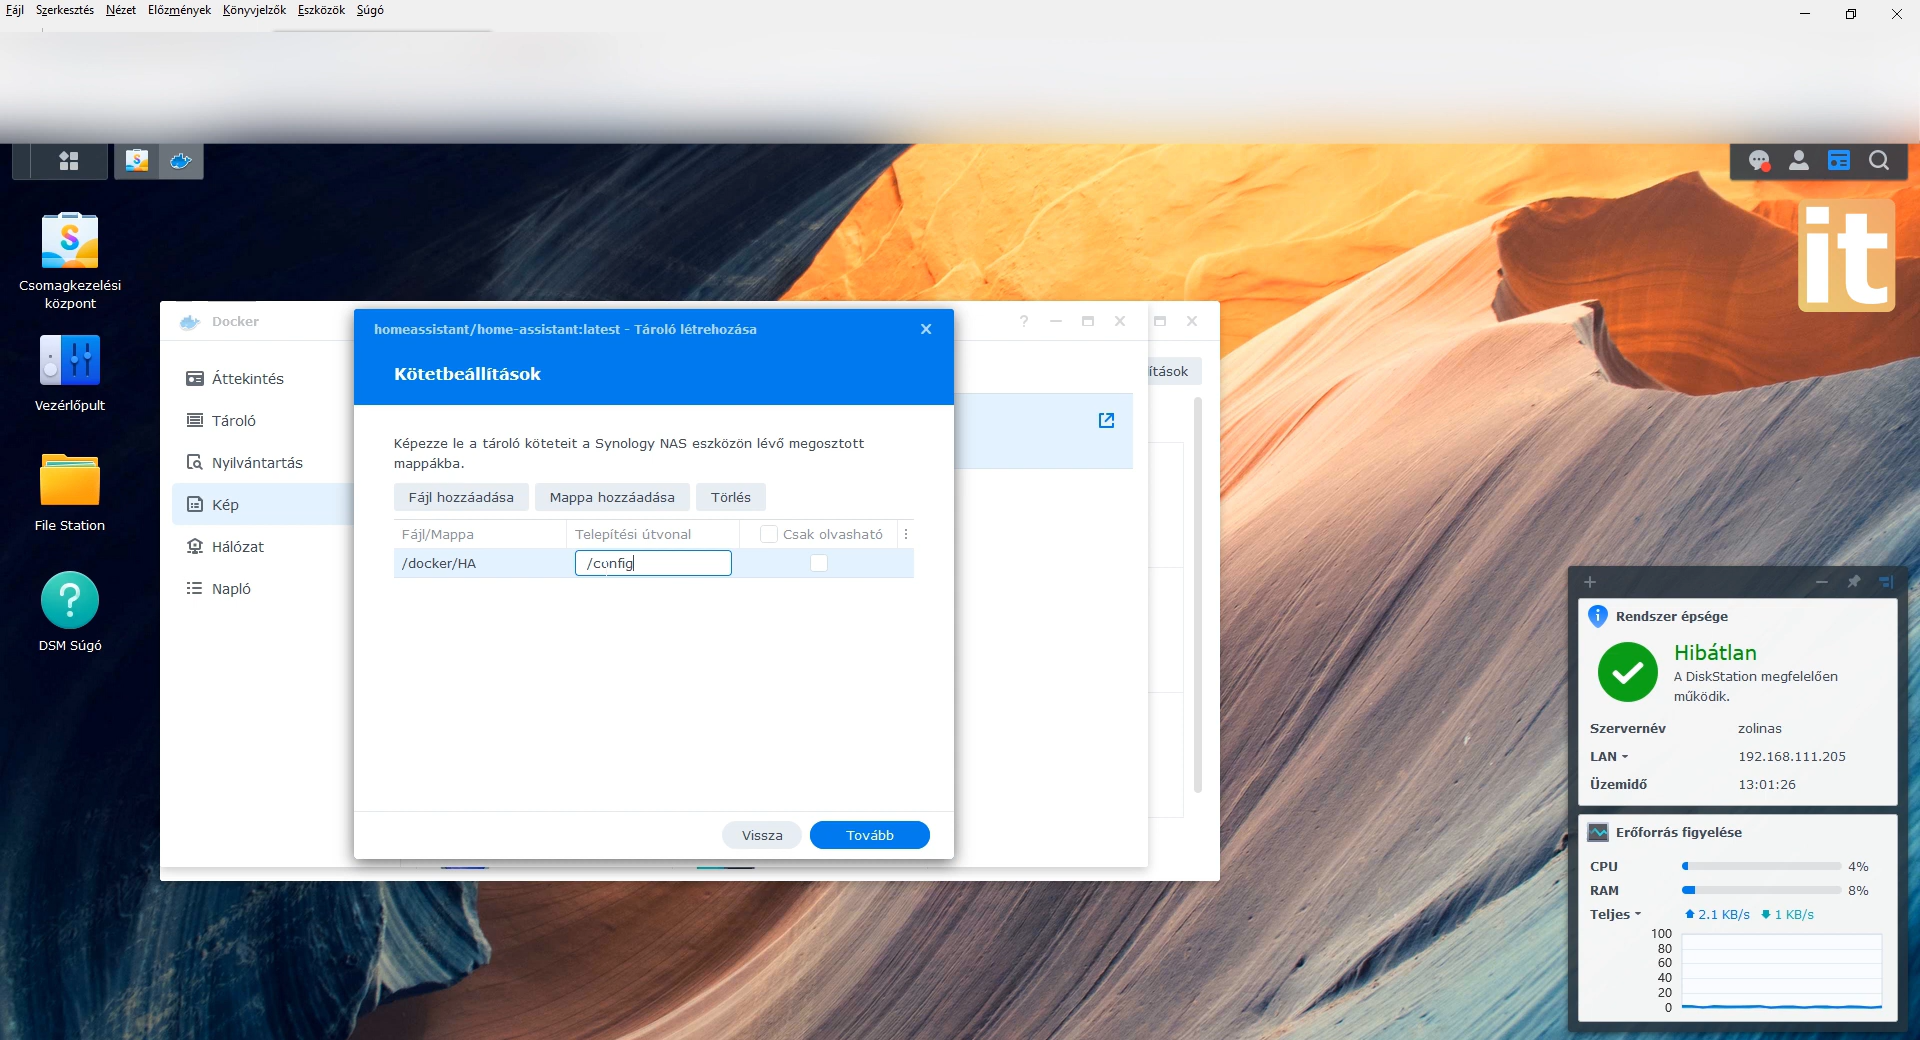 Fájl Szerkesztés Nézet Előzmények Könyvjelzők Eszközök Súgó
it
Csomagkezelési
központ
Vezérlőpult
File Station
DSM Súgó
Docker
Áttekintés
Tároló
Nyilvántartás
Kép
Hálózat
Napló
ítások
homeassistant/home-assistant:latest - Tároló létrehozása
Kötetbeállítások
Képezze le a tároló köteteit a Synology NAS eszközön lévő megosztott
mappákba.
Fájl hozzáadása Mappa hozzáadása Törlés
Fájl/Mappa Telepítési útvonal Csak olvasható
/docker/HA /config
Vissza Tovább
Rendszer épsége
Hibátlan
A DiskStation megfelelően
működik.
Szervernév zolinas
LAN 192.168.111.205
Üzemidő 13:01:26
Erőforrás figyelése
CPU 4%
RAM 8%
Teljes 2.1 KB/s 1 KB/s
100
80
60
40
20
0